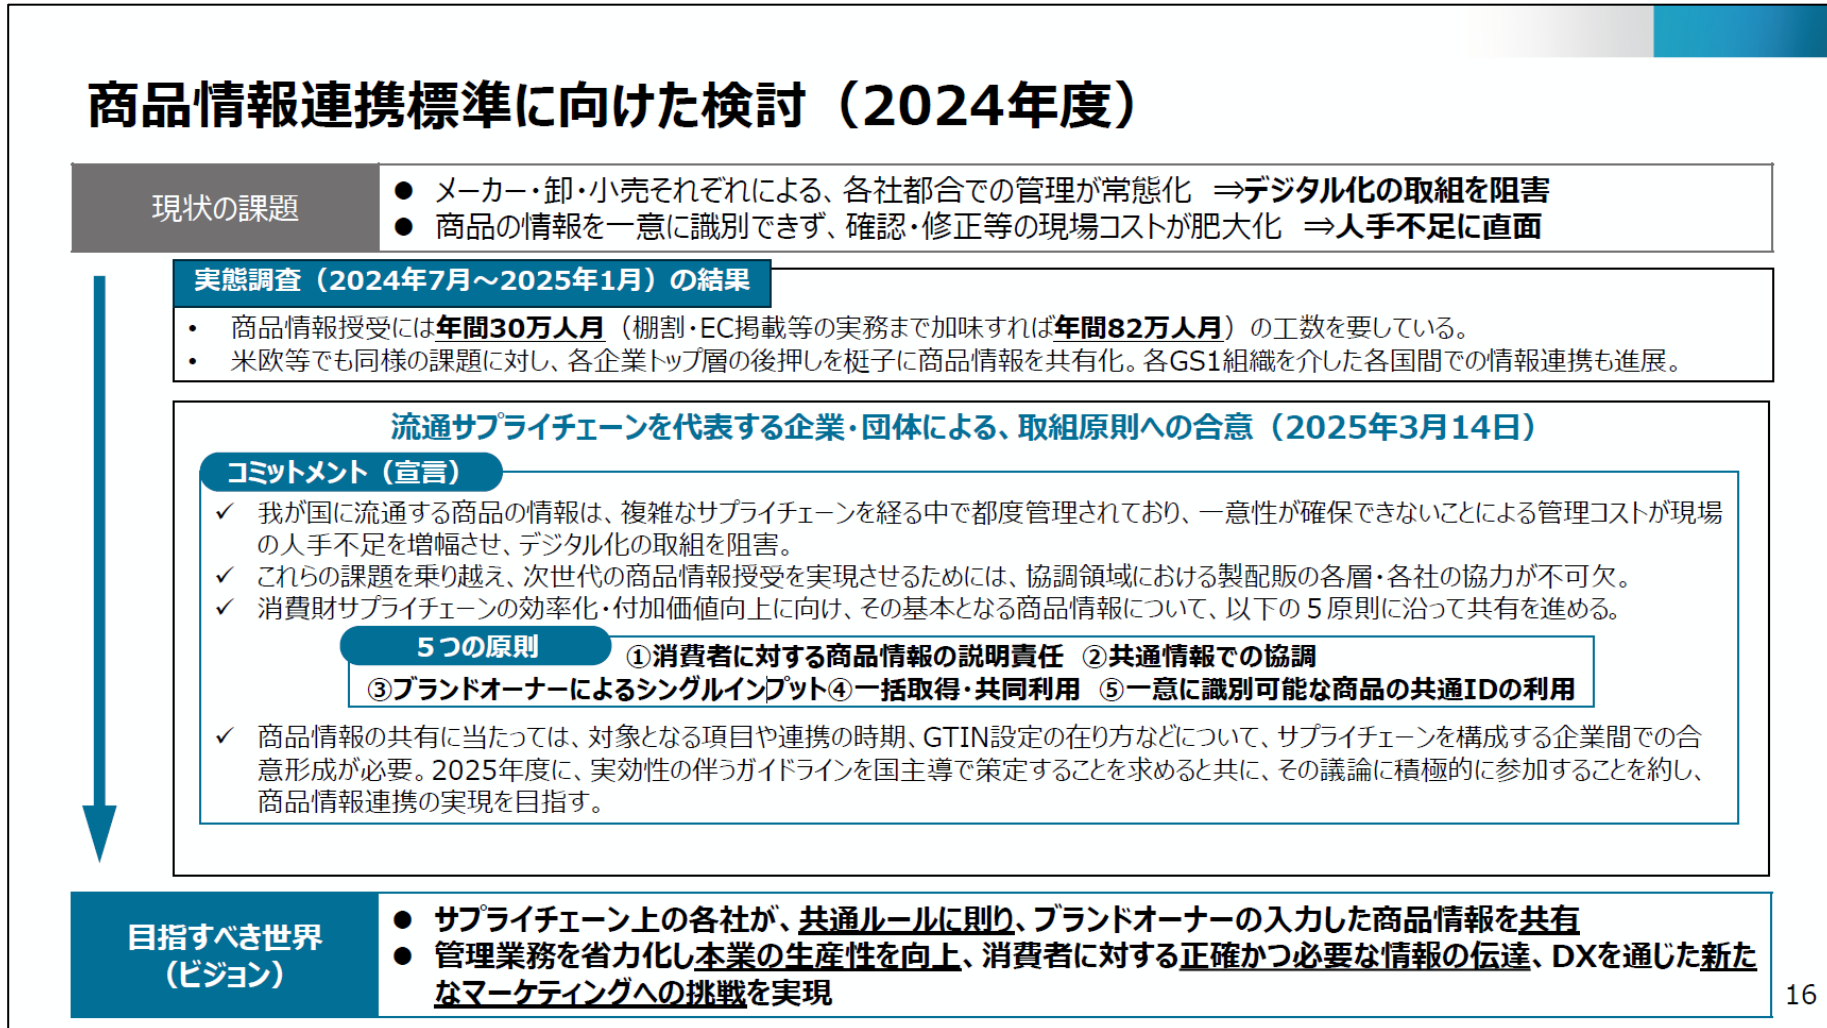 商品情報連携標準に向けた検討（2024年度）
現状の課題
● メーカー・卸・小売それぞれによる、各社都合での管理が常態化　⇒デジタル化の取組を阻害
● 商品の情報を一意に識別できず、確認・修正等の現場コストが肥大化　⇒人手不足に直面
実態調査（2024年7月～2025年1月）の結果
• 商品情報授受には年間30万人月（棚割・EC掲載等の実務まで加味すれば年間82万人月）の工数を要している。
• 米欧等でも同様の課題に対し、各企業トップ層の後押しを梃子に商品情報を共有化。各GS1組織を介した各国間での情報連携も進展。
流通サプライチェーンを代表する企業・団体による、取組原則への合意（2025年3月14日）
コミットメント（宣言）
✓ 我が国に流通する商品の情報は、複雑なサプライチェーンを経る中で都度管理されており、一意性が確保できないことによる管理コストが現場
の人手不足を増幅させ、デジタル化の取組を阻害。
✓ これらの課題を乗り越え、次世代の商品情報授受を実現させるためには、協調領域における製配販の各層・各社の協力が不可欠。
✓ 消費財サプライチェーンの効率化・付加価値向上に向け、その基本となる商品情報について、以下の５原則に沿って共有を進める。
５つの原則
①消費者に対する商品情報の説明責任　②共通情報での協調
③ブランドオーナーによるシングルインプット④一括取得・共同利用　⑤一意に識別可能な商品の共通IDの利用
✓ 商品情報の共有に当たっては、対象となる項目や連携の時期、GTIN設定の在り方などについて、サプライチェーンを構成する企業間での合
意形成が必要。2025年度に、実効性の伴うガイドラインを国主導で策定することを求めると共に、その議論に積極的に参加することを約し、
商品情報連携の実現を目指す。
目指すべき世界
（ビジョン）
● サプライチェーン上の各社が、共通ルールに則り、ブランドオーナーの入力した商品情報を共有
● 管理業務を省力化し本業の生産性を向上、消費者に対する正確かつ必要な情報の伝達、DXを通じた新た
なマーケティングへの挑戦を実現
16